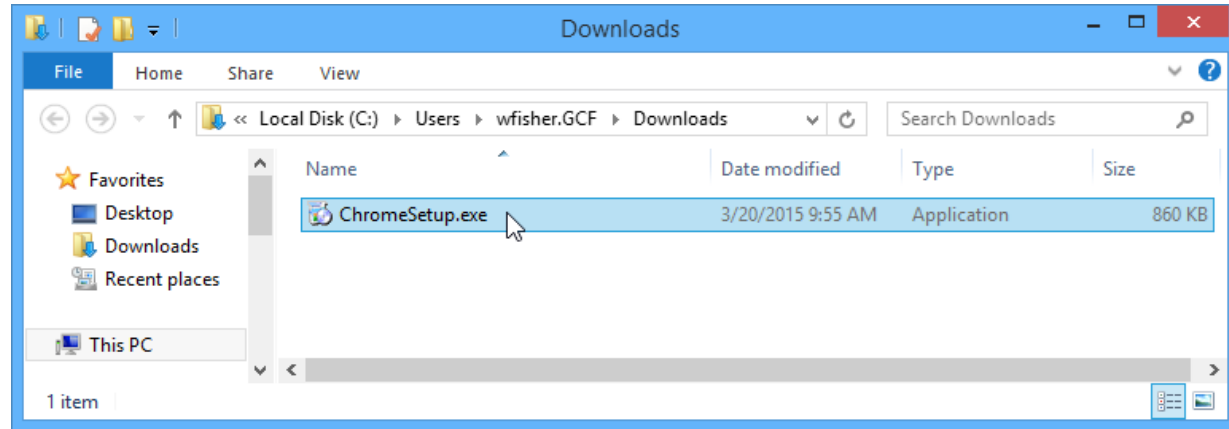 Downloads
File Home Share View
« Local Disk (C:) Users wfisher.GCF Downloads Search Downloads
Name Date modified Type Size
Favorites
ChromeSetup.exe 3/20/2015 9:55 AM Application 860 KB
Desktop
Downloads
Recent places
This PC
1 item